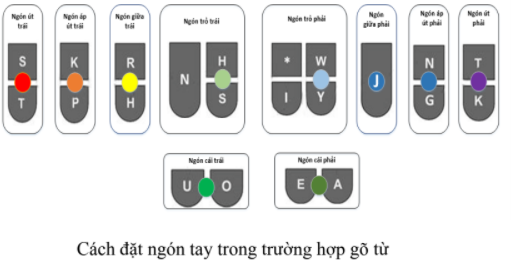 Ngón út trái
Ngón áp út trái
Ngón giữa trái
Ngón trỏ trái
Ngón trỏ phải
Ngón giữa phải
Ngón áp út phải
Ngón út phải
S K R H * W N T
N J
T P H S I Y G K
Ngón cái trái
Ngón cái phải
U O E A
Cách đặt ngón tay trong trường hợp gõ từ